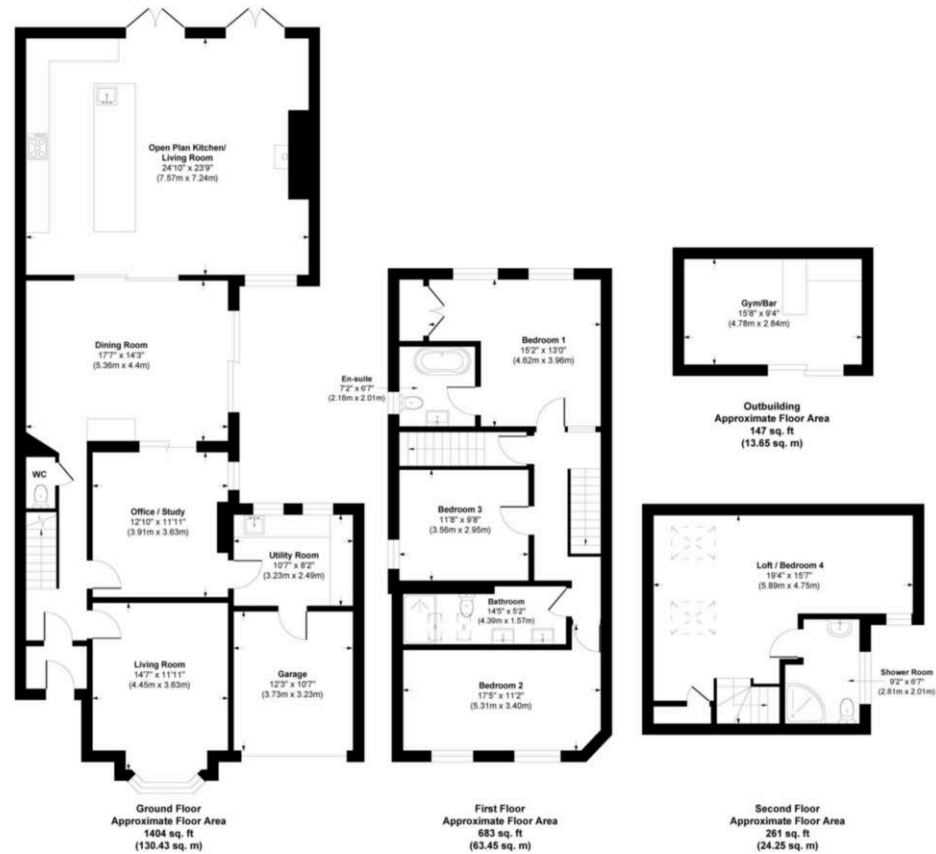 Open Plan Kitchen/
Living Room
24'10" x 23'9"
(7.57m x 7.24m)
Dining Room
17'7" x 14'3"
(5.36m x 4.4m)
WC
Office / Study
12'10" x 11'11"
(3.91m x 3.63m)
Utility Room
10'7" x 8'2"
(3.23m x 2.49m)
Living Room
14'7" x 11'11"
(4.45m x 3.63m)
Garage
12'3" x 10'7"
(3.73m x 3.23m)
Ground Floor
Approximate Floor Area
1404 sq. ft
(130.43 sq. m)
Bedroom 1
15'2" x 13'0"
(4.62m x 3.96m)
En-suite
7'2" x 6'7"
(2.18m x 2.01m)
Bedroom 3
11'8" x 9'8"
(3.56m x 2.95m)
Bathroom
14'5" x 5'2"
(4.39m x 1.57m)
Bedroom 2
17'5" x 11'2"
(5.31m x 3.40m)
First Floor
Approximate Floor Area
683 sq. ft
(63.45 sq. m)
Gym/Bar
15'8" x 9'4"
(4.78m x 2.84m)
Outbuilding
Approximate Floor Area
147 sq. ft
(13.65 sq. m)
Loft / Bedroom 4
19'4" x 15'7"
(5.89m x 4.75m)
Shower Room
9'2" x 6'7"
(2.81m x 2.01m)
Second Floor
Approximate Floor Area
261 sq. ft
(24.25 sq. m)